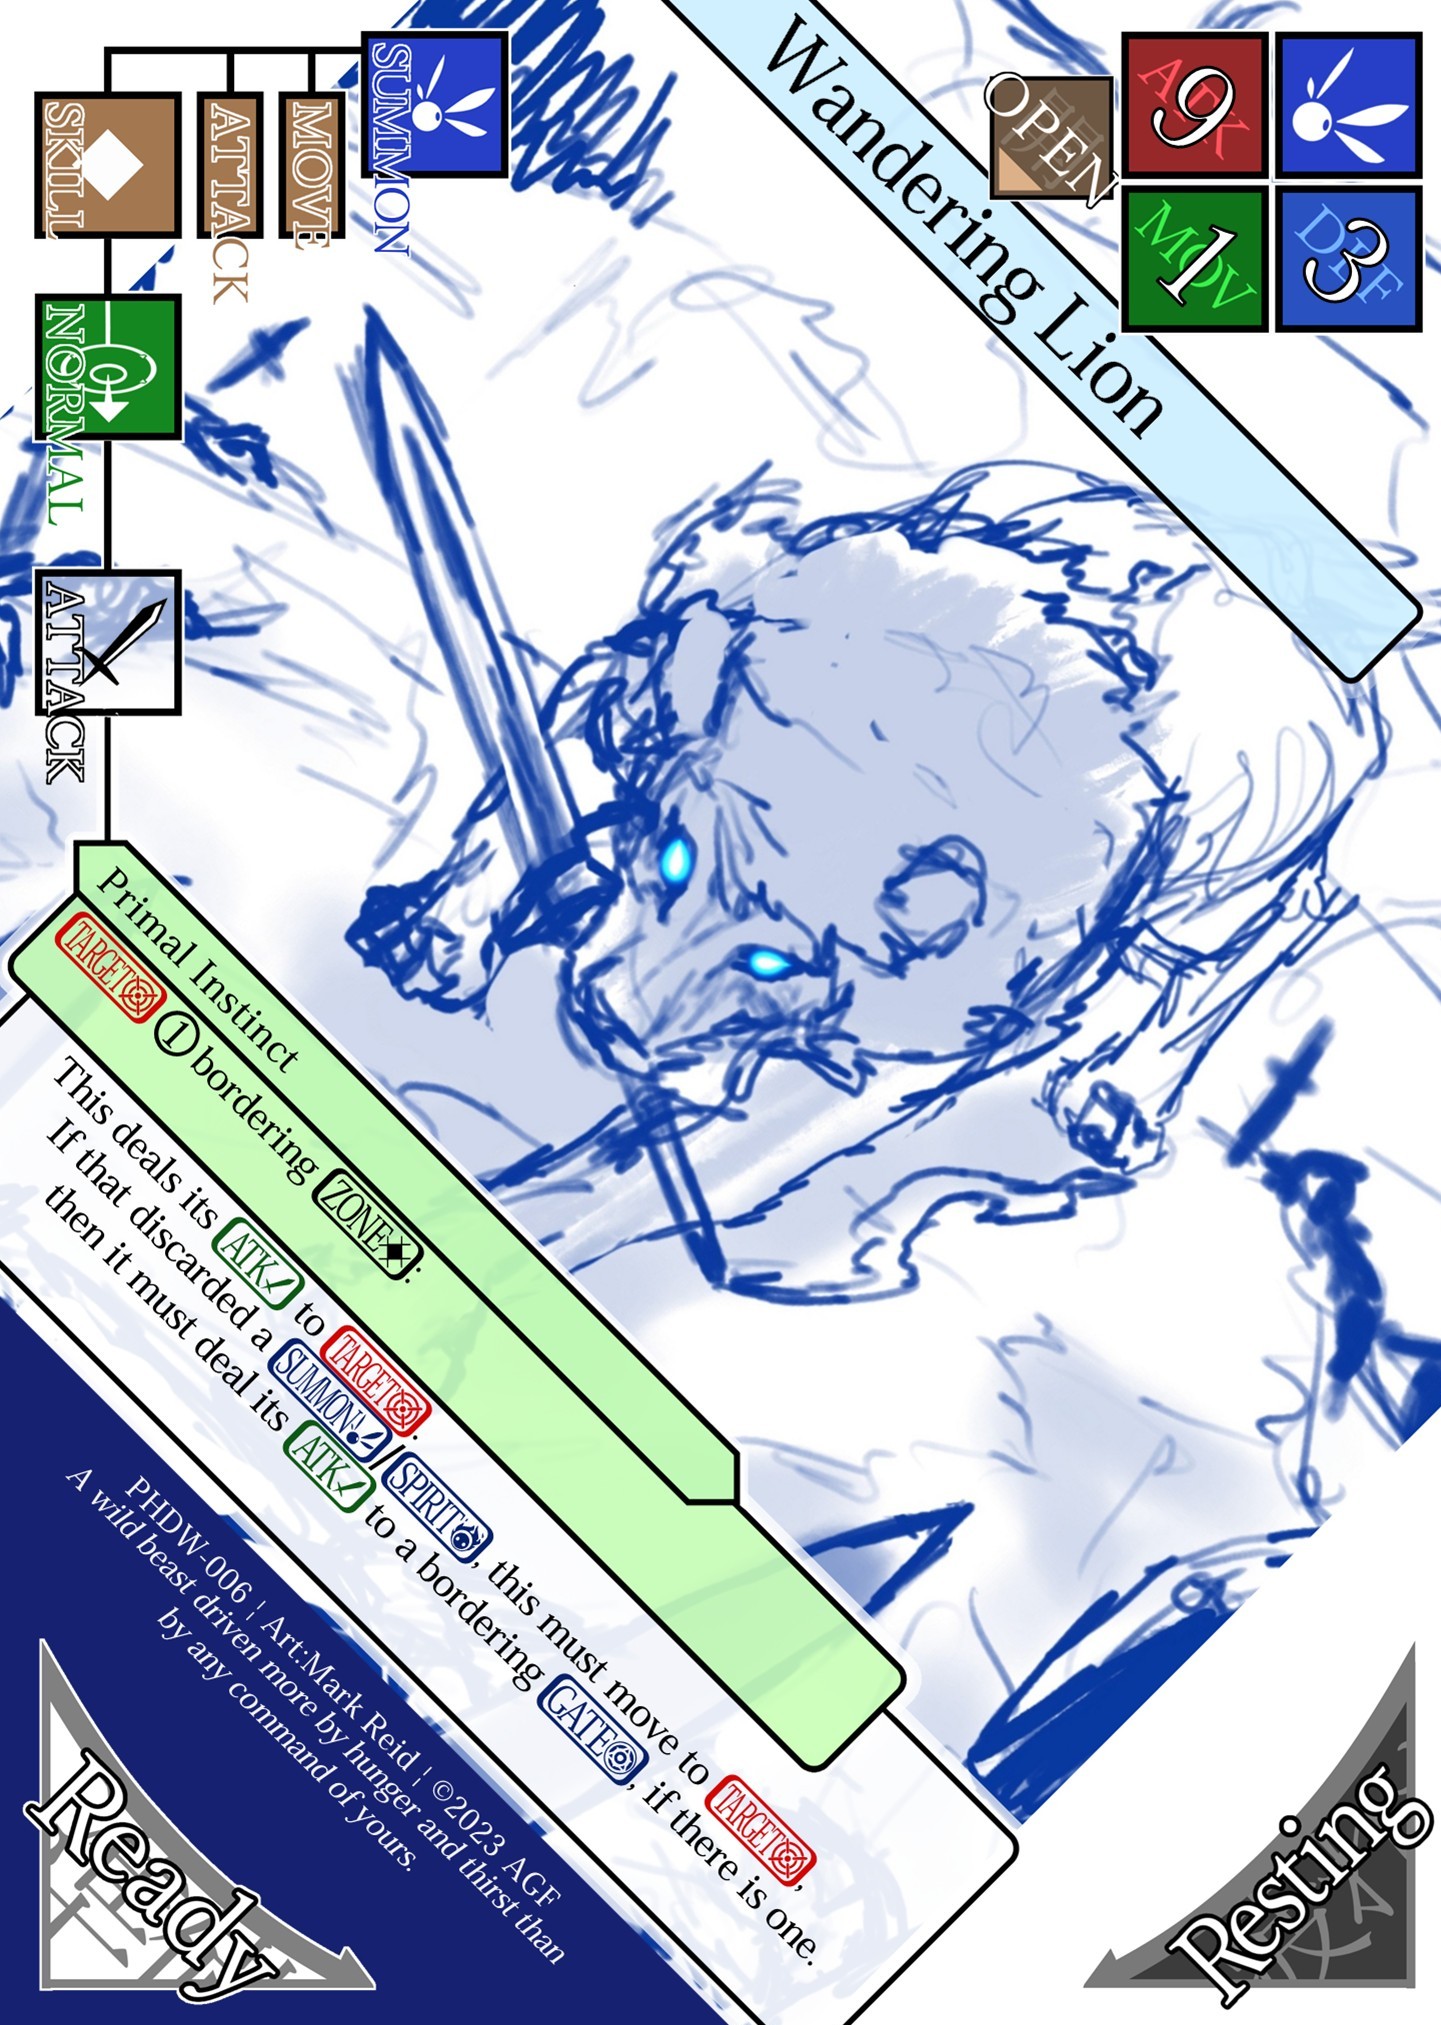 Wandering Lion
OPEN
ATK 9
MOV 1
DEF 3
SUMMON
MOVE
ATTACK
SKILL
NORMAL
ATTACK
Primal Instinct
TARGET 1 bordering ZONE:
This deals its ATK to TARGET.
If that discarded a SUMMON/SPIRIT, this must move to TARGET,
then it must deal its ATK to a bordering GATE, if there is one.
PHDW-006 ¦ Art:Mark Reid ¦ ©2023 AGF
A wild beast driven more by hunger and thirst than
by any command of yours.
Ready
Resting